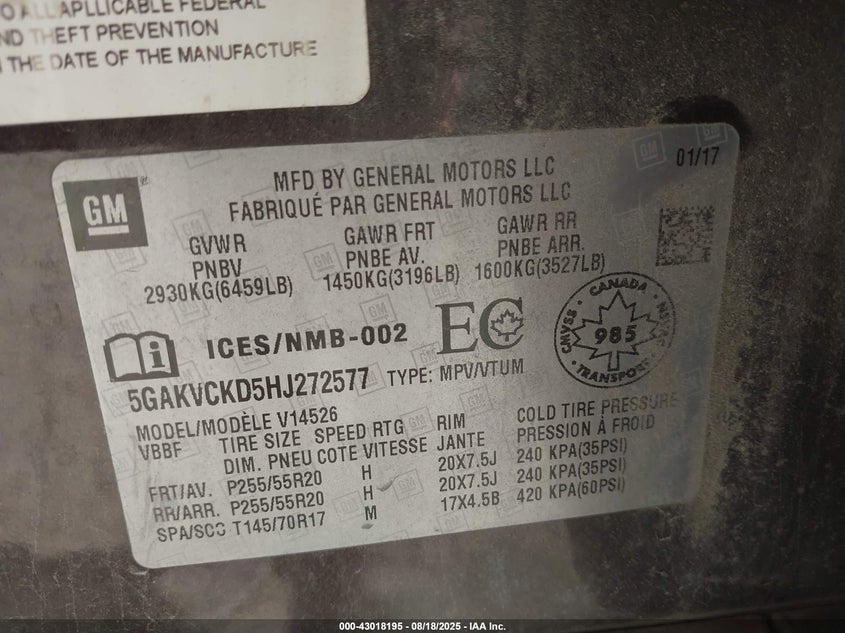 O ALL APLLICABLE FEDERAL
ND THEFT PREVENTION
THE DATE OF THE MANUFACTURE
GM
MFD BY GENERAL MOTORS LLC
01/17
FABRIQUÉ PAR GENERAL MOTORS LLC
GVWR GAWR FRT GAWR RR
PNBV PNBE AV. PNBE ARR.
2930KG(6459LB) 1450KG(3196LB) 1600KG(3527LB)
i ICES/NMB-002 EC
CANADA
CMVSS 985 NSVAC
TRANSPORT
5GAKVCKD5HJ272577 TYPE: MPV/VTUM
MODEL/MODÈLE V14526
VBBF TIRE SIZE SPEED RTG RIM COLD TIRE PRESSURE
DIM. PNEU COTE VITESSE JANTE PRESSION À FROID
FRT/AV. P255/55R20 H 20X7.5J 240 KPA(35PSI)
RR/ARR. P255/55R20 H 20X7.5J 240 KPA(35PSI)
SPA/SCC T145/70R17 M 17X4.5B 420 KPA(60PSI)
000-43018195 - 08/18/2025 - IAA Inc.